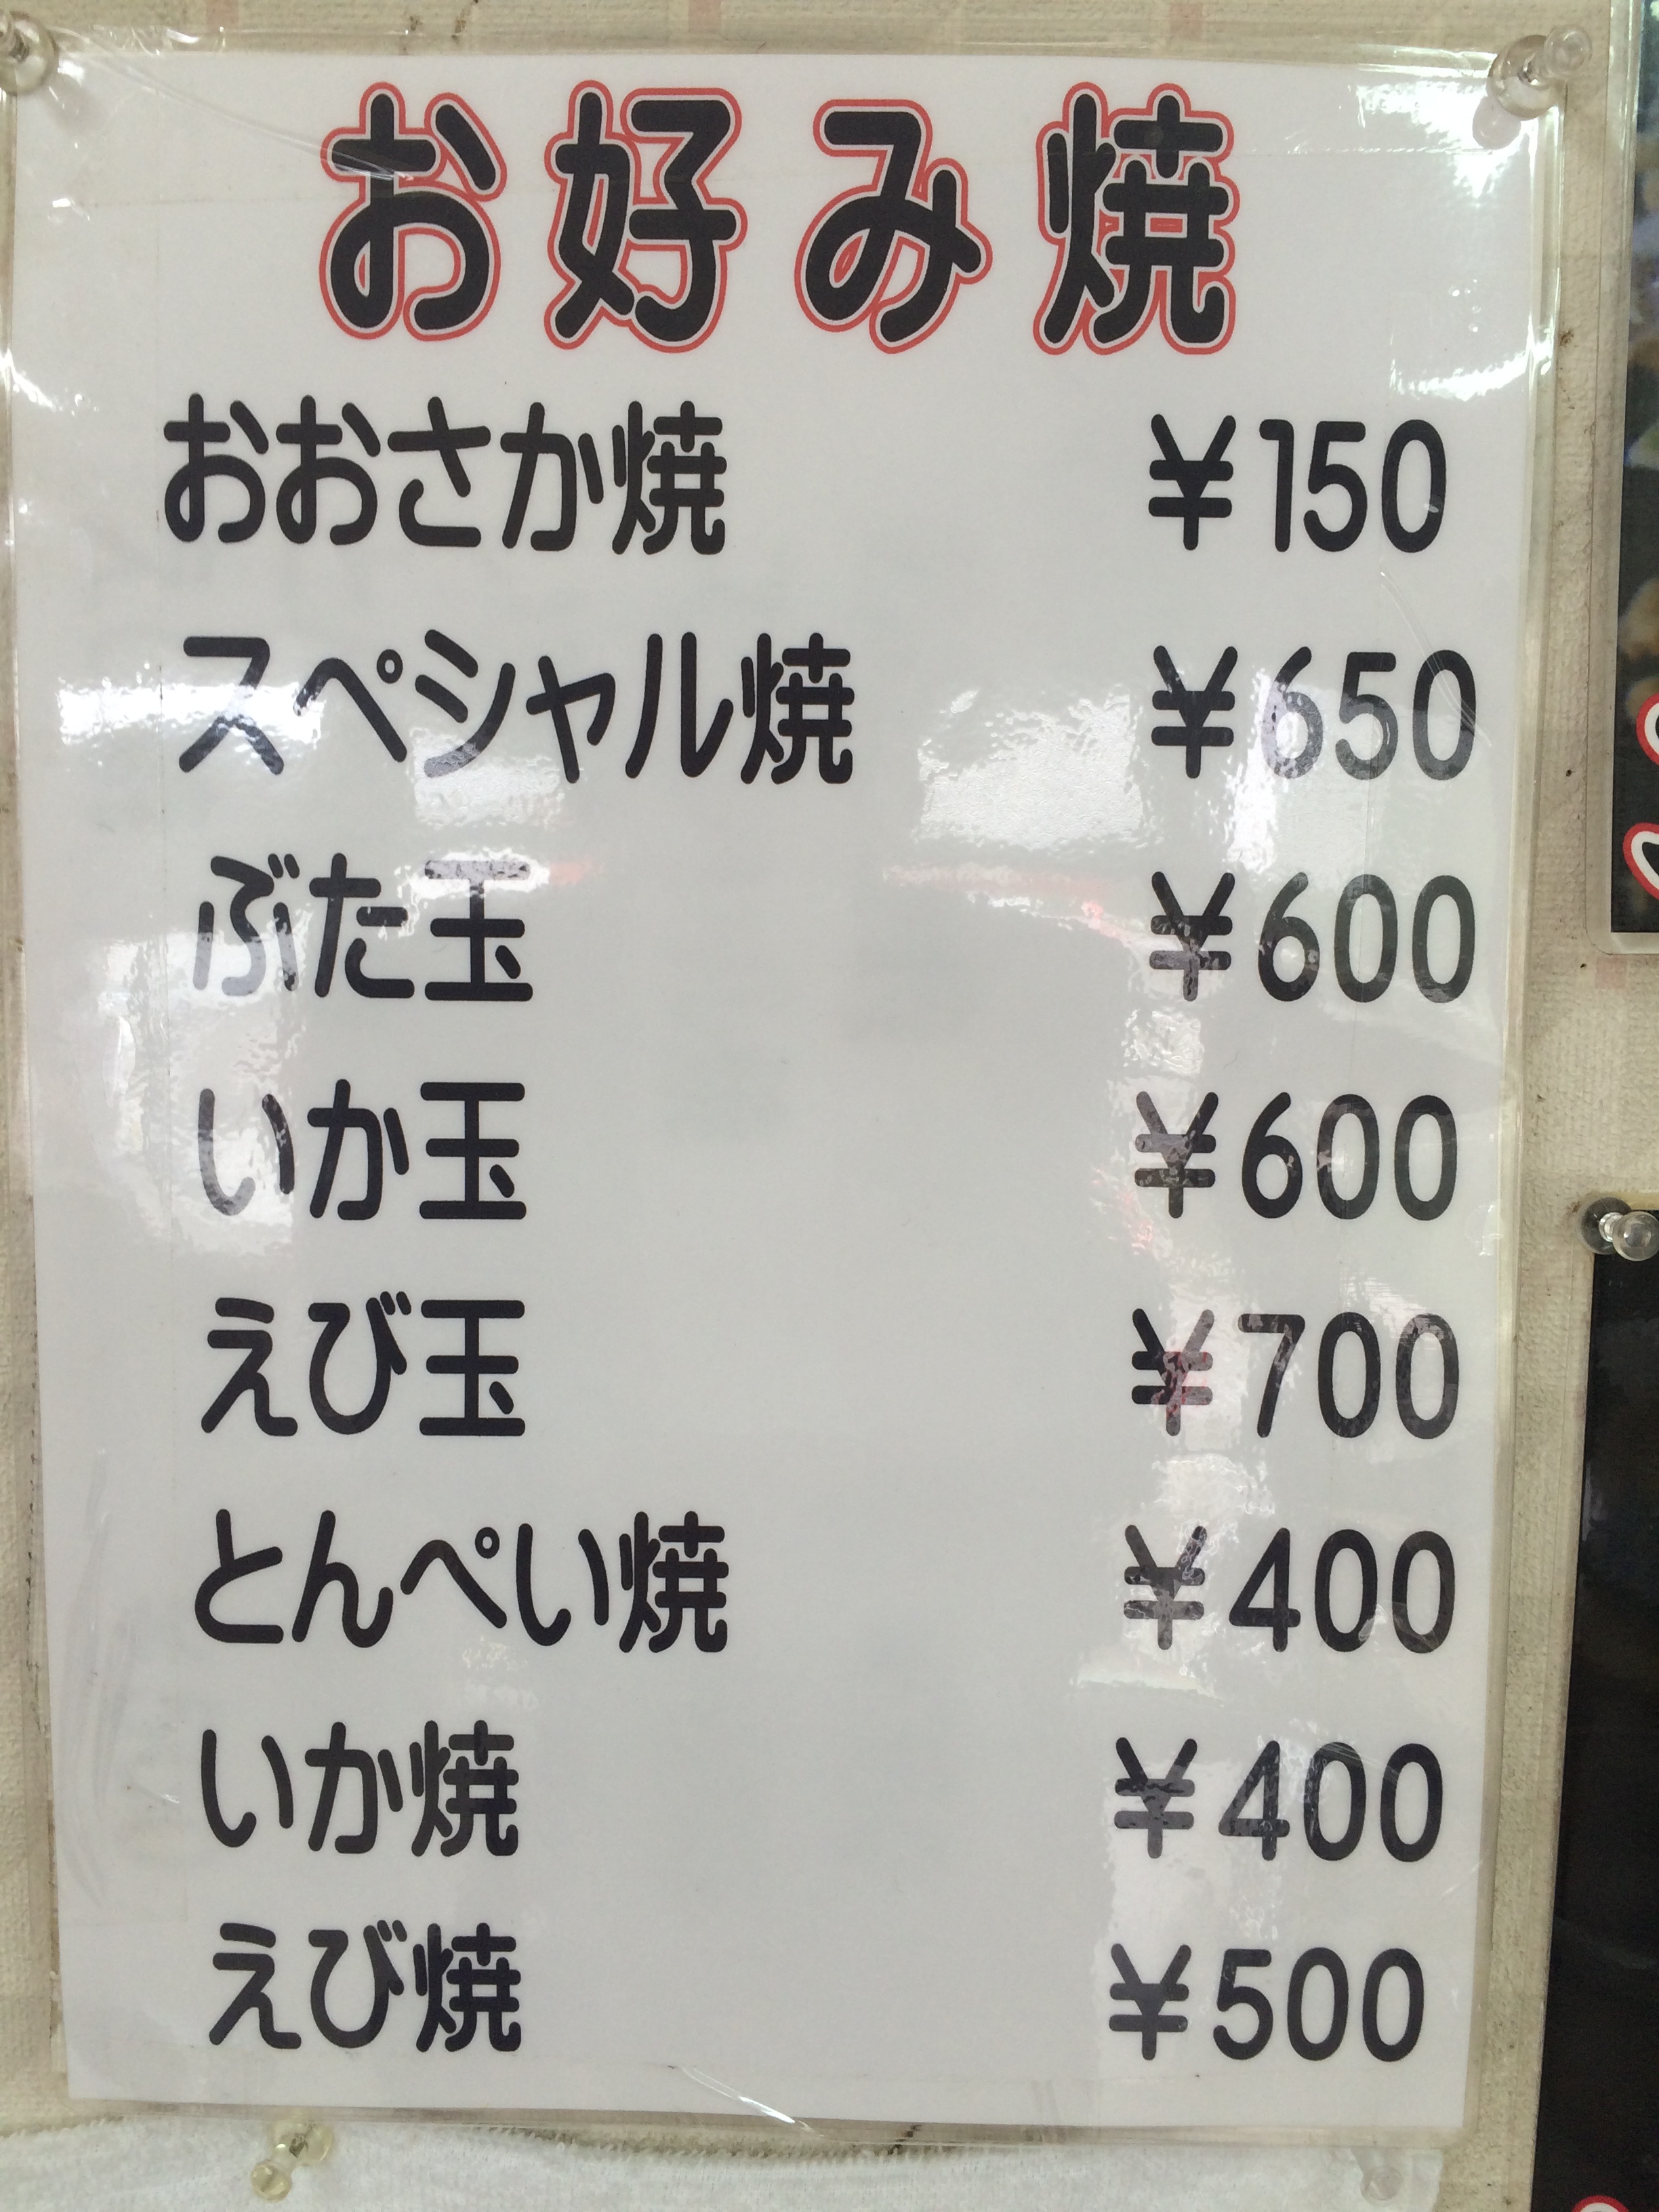 お好み焼
おおさか焼 ¥150
スペシャル焼 ¥650
ぶた玉 ¥600
いか玉 ¥600
えび玉 ¥700
とんぺい焼 ¥400
いか焼 ¥400
えび焼 ¥500